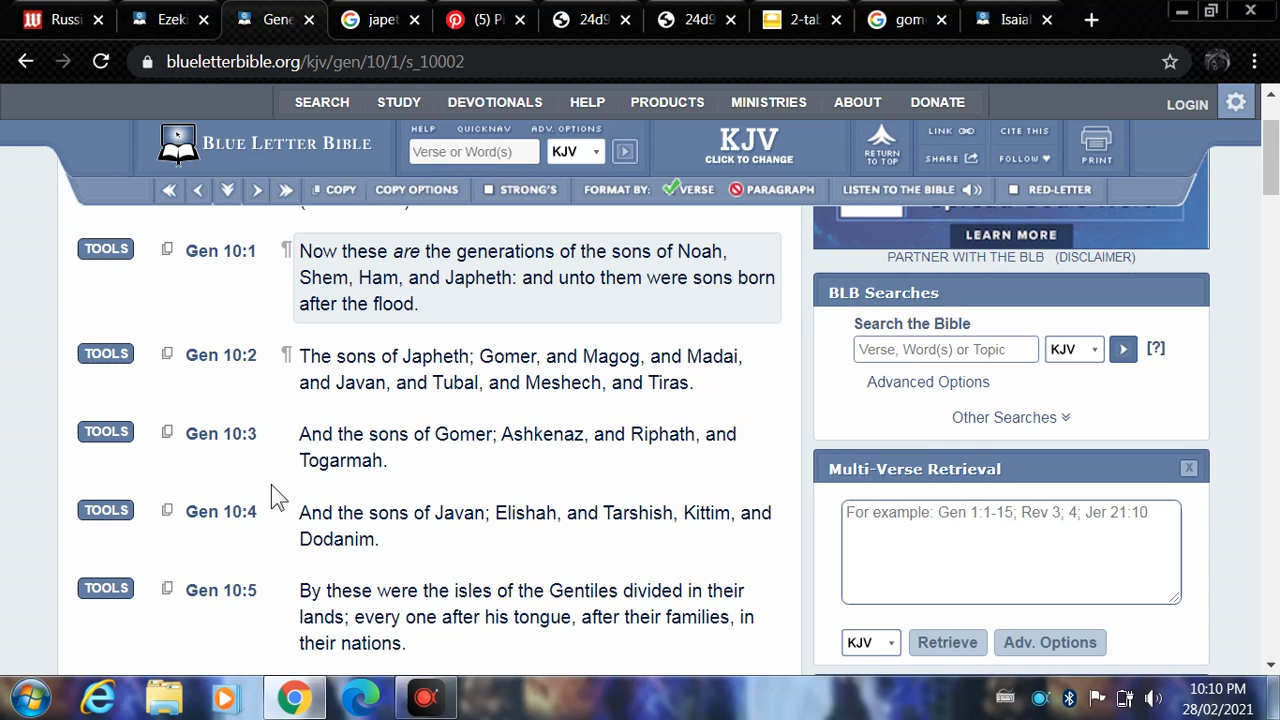 Russi
Ezeki
Gene
japet
(5) P
24d9
24d9
2-tab
gome
Isaial
blueletterbible.org/kjv/gen/10/1/s_10002
SEARCH STUDY DEVOTIONALS HELP PRODUCTS MINISTRIES ABOUT DONATE LOGIN
BLUE LETTER BIBLE
HELP QUICKNAV ADV. OPTIONS
Verse or Word(s) KJV
KJV
CLICK TO CHANGE
RETURN
TO TOP
LINK CITE THIS
SHARE FOLLOW
PRINT
COPY COPY OPTIONS STRONG'S FORMAT BY: VERSE PARAGRAPH LISTEN TO THE BIBLE RED-LETTER
TOOLS Gen 10:1 ¶ Now these are the generations of the sons of Noah,
Shem, Ham, and Japheth: and unto them were sons born
after the flood.
TOOLS Gen 10:2 ¶ The sons of Japheth; Gomer, and Magog, and Madai,
and Javan, and Tubal, and Meshech, and Tiras.
TOOLS Gen 10:3 And the sons of Gomer; Ashkenaz, and Riphath, and
Togarmah.
TOOLS Gen 10:4 And the sons of Javan; Elishah, and Tarshish, Kittim, and
Dodanim.
TOOLS Gen 10:5 By these were the isles of the Gentiles divided in their
lands; every one after his tongue, after their families, in
their nations.
LEARN MORE
PARTNER WITH THE BLB (DISCLAIMER)
BLB Searches
Search the Bible
Verse, Word(s) or Topic KJV [?]
Advanced Options
Other Searches
Multi-Verse Retrieval X
For example: Gen 1:1-15; Rev 3; 4; Jer 21:10
KJV Retrieve Adv. Options
10:10 PM
28/02/2021